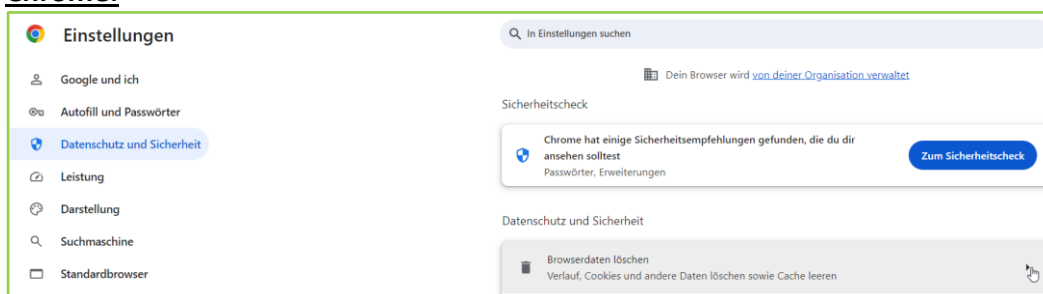 Chrome:
Einstellungen
In Einstellungen suchen
Dein Browser wird von deiner Organisation verwaltet
Google und ich
Autofill und Passwörter
Datenschutz und Sicherheit
Leistung
Darstellung
Suchmaschine
Standardbrowser
Sicherheitscheck
Chrome hat einige Sicherheitsempfehlungen gefunden, die du dir
ansehen solltest
Passwörter, Erweiterungen
Zum Sicherheitscheck
Datenschutz und Sicherheit
Browserdaten löschen
Verlauf, Cookies und andere Daten löschen sowie Cache leeren